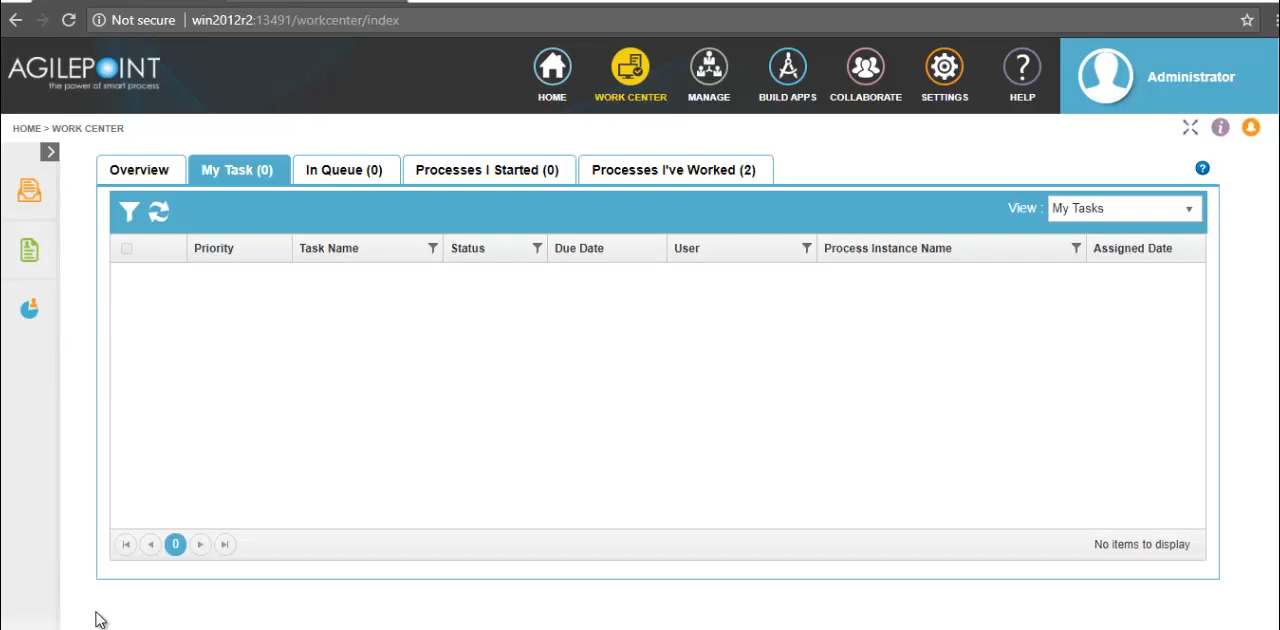 Not secure | win2012r2:13491/workcenter/index
AGILEPOINT
the power of smart process
HOME
WORK CENTER
MANAGE
BUILD APPS
COLLABORATE
SETTINGS
HELP
Administrator
HOME > WORK CENTER
Overview
My Task (0)
In Queue (0)
Processes I Started (0)
Processes I've Worked (2)
View :
My Tasks
Priority
Task Name
Status
Due Date
User
Process Instance Name
Assigned Date
0
No items to display